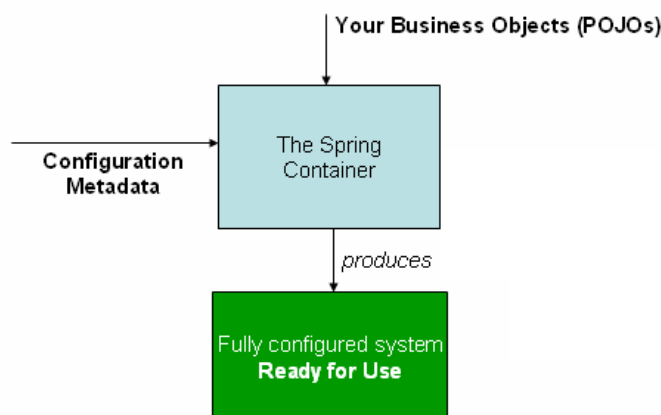 Your Business Objects (POJOs)
The Spring
Container
Configuration
Metadata
produces
Fully configured system
Ready for Use